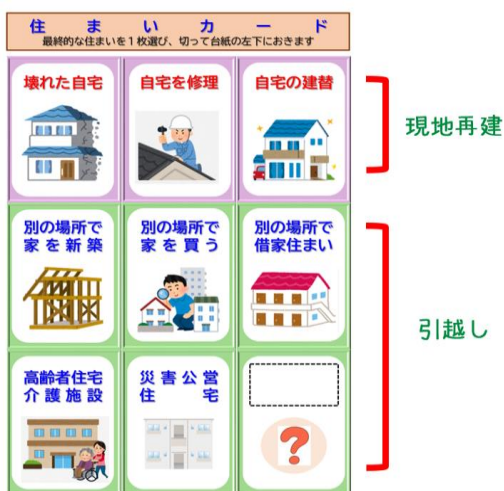 住まいカード
最終的な住まいを1枚選び、切って台紙の左下におきます
壊れた自宅
自宅を修理
自宅の建替
現地再建
別の場所で
家を新築
別の場所で
家を買う
別の場所で
借家住まい
引越し
高齢者住宅
介護施設
災害公営
住宅
?